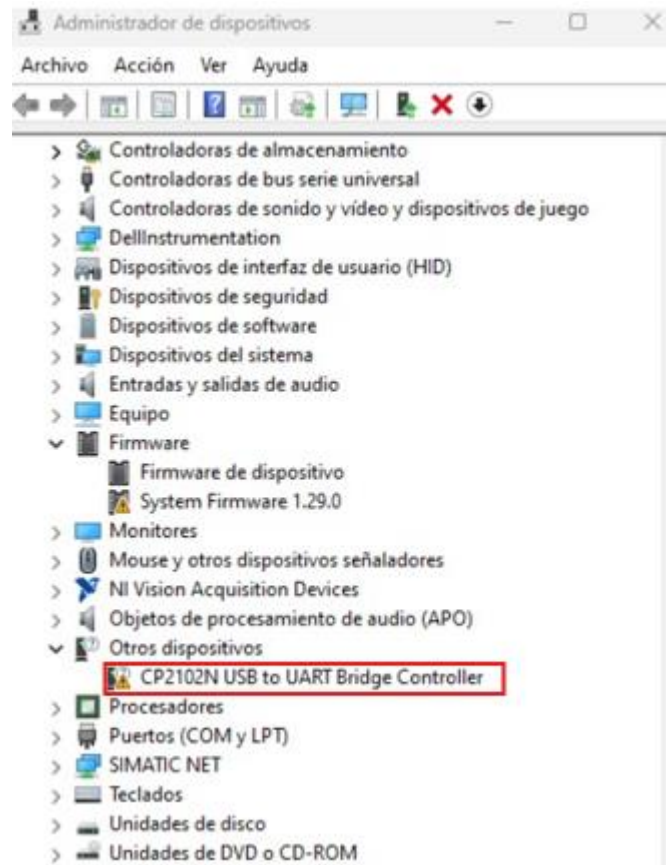 Administrador de dispositivos
Archivo Acción Ver Ayuda
Controladoras de almacenamiento
Controladoras de bus serie universal
Controladoras de sonido y vídeo y dispositivos de juego
DellInstrumentation
Dispositivos de interfaz de usuario (HID)
Dispositivos de seguridad
Dispositivos de software
Dispositivos del sistema
Entradas y salidas de audio
Equipo
Firmware
Firmware de dispositivo
System Firmware 1.29.0
Monitores
Mouse y otros dispositivos señaladores
NI Vision Acquisition Devices
Objetos de procesamiento de audio (APO)
Otros dispositivos
CP2102N USB to UART Bridge Controller
Procesadores
Puertos (COM y LPT)
SIMATIC NET
Teclados
Unidades de disco
Unidades de DVD o CD-ROM